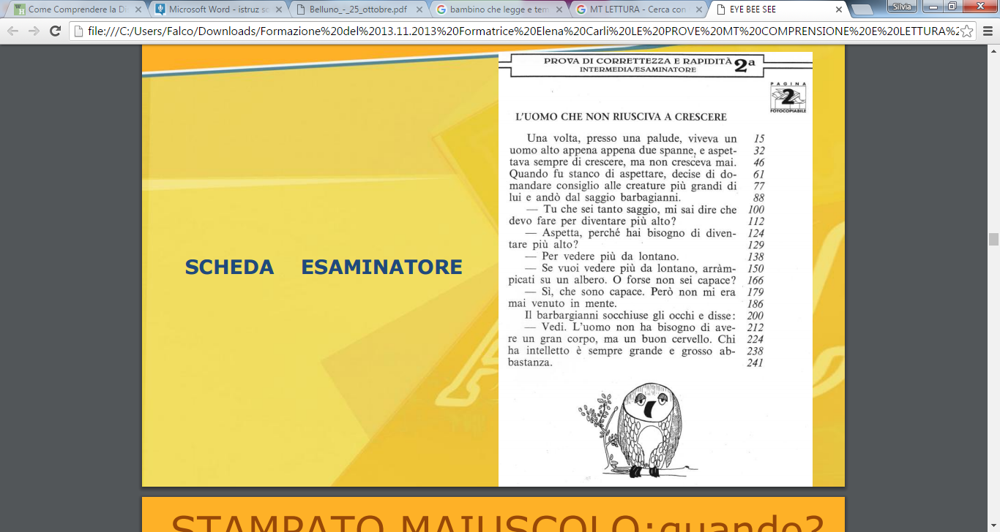 Come Comprendere la Di
Microsoft Word - istruz sc
Belluno_-_25_ottobre.pdf
bambino che legge e tem
MT LETTURA - Cerca con
EYE BEE SEE
Silvia
file:///C:/Users/Falco/Downloads/Formazione%20del%2013.11.2013%20Formatrice%20Elena%20Carli%20LE%20PROVE%20MT%20COMPRENSIONE%20E%20LETTURA%2
PROVA DI CORRETTEZZA E RAPIDITÀ 2a
INTERMEDIA/ESAMINATORE
PAGINA
2
FOTOCOPIABILE
L'UOMO CHE NON RIUSCIVA A CRESCERE
Una volta, presso una palude, viveva un 15
uomo alto appena appena due spanne, e aspet- 32
tava sempre di crescere, ma non cresceva mai. 46
Quando fu stanco di aspettare, decise di do- 61
mandare consiglio alle creature più grandi di 77
lui e andò dal saggio barbagianni. 88
— Tu che sei tanto saggio, mi sai dire che 100
devo fare per diventare più alto? 112
— Aspetta, perché hai bisogno di diven- 124
tare più alto? 129
— Per vedere più da lontano. 138
— Se vuoi vedere più da lontano, arràm- 150
picati su un albero. O forse non sei capace? 166
— Sì, che sono capace. Però non mi era 179
mai venuto in mente. 186
Il barbargianni socchiuse gli occhi e disse: 200
— Vedi. L'uomo non ha bisogno di ave- 212
re un gran corpo, ma un buon cervello. Chi 224
ha intelletto è sempre grande e grosso ab- 238
bastanza. 241
SCHEDA ESAMINATORE
STAMPATO MAIUSCOLO:quando?